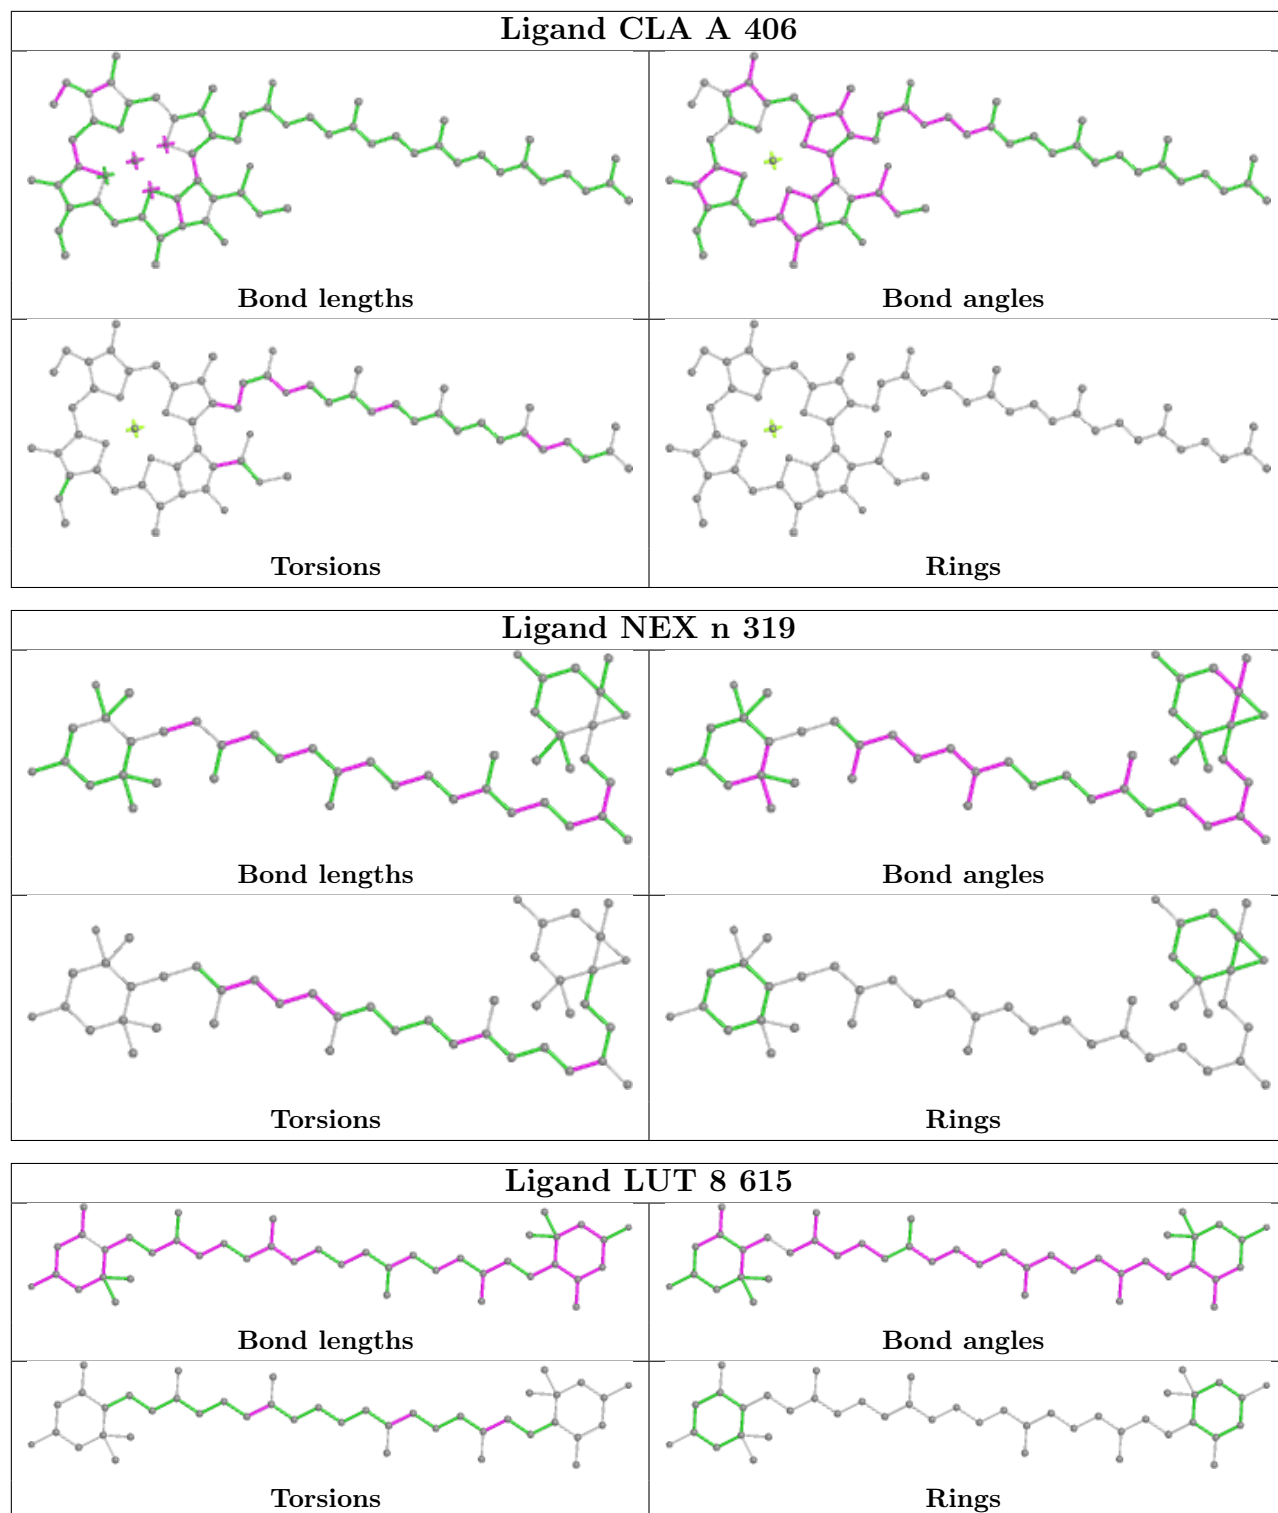 Ligand CLA A 406
Bond lengths
Bond angles
Torsions
Rings
Ligand NEX n 319
Bond lengths
Bond angles
Torsions
Rings
Ligand LUT 8 615
Bond lengths
Bond angles
Torsions
Rings